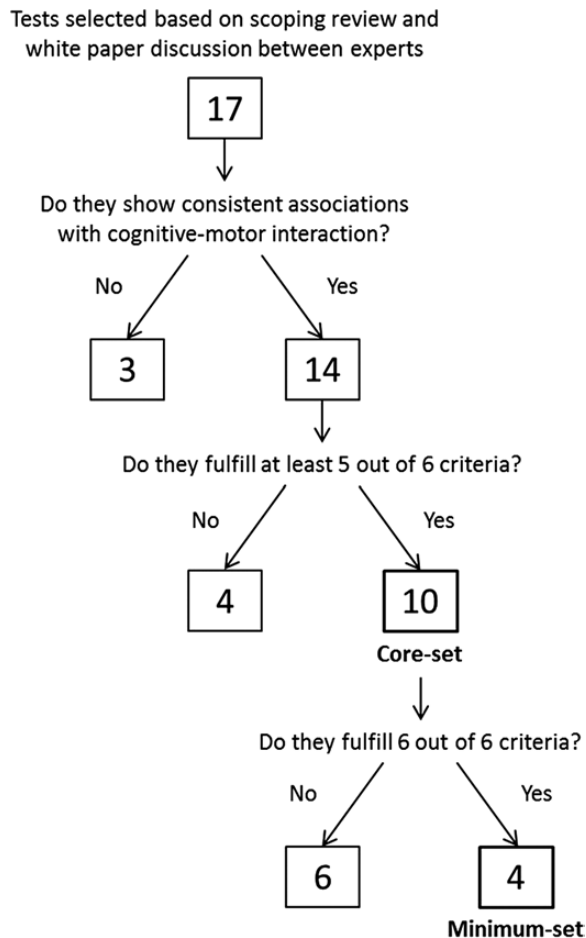 Tests selected based on scoping review and
white paper discussion between experts
17
Do they show consistent associations
with cognitive-motor interaction?
No
Yes
3
14
Do they fulfill at least 5 out of 6 criteria?
No
Yes
4
10
Core-set
Do they fulfill 6 out of 6 criteria?
No
Yes
6
4
Minimum-set